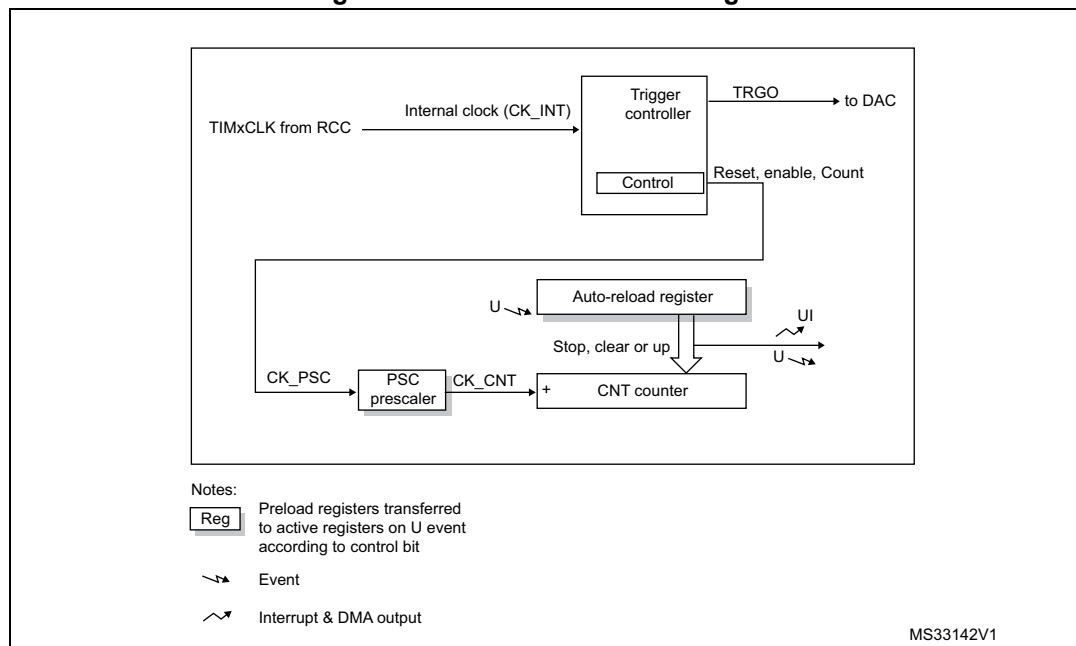 Trigger
controller
TRGO
to DAC
Internal clock (CK_INT)
TIMxCLK from RCC
Control
Reset, enable, Count
U
Auto-reload register
UI
Stop, clear or up
U
CK_PSC
PSC
prescaler
CK_CNT
+
CNT counter
Notes:
Reg
Preload registers transferred
to active registers on U event
according to control bit
Event
Interrupt & DMA output
MS33142V1